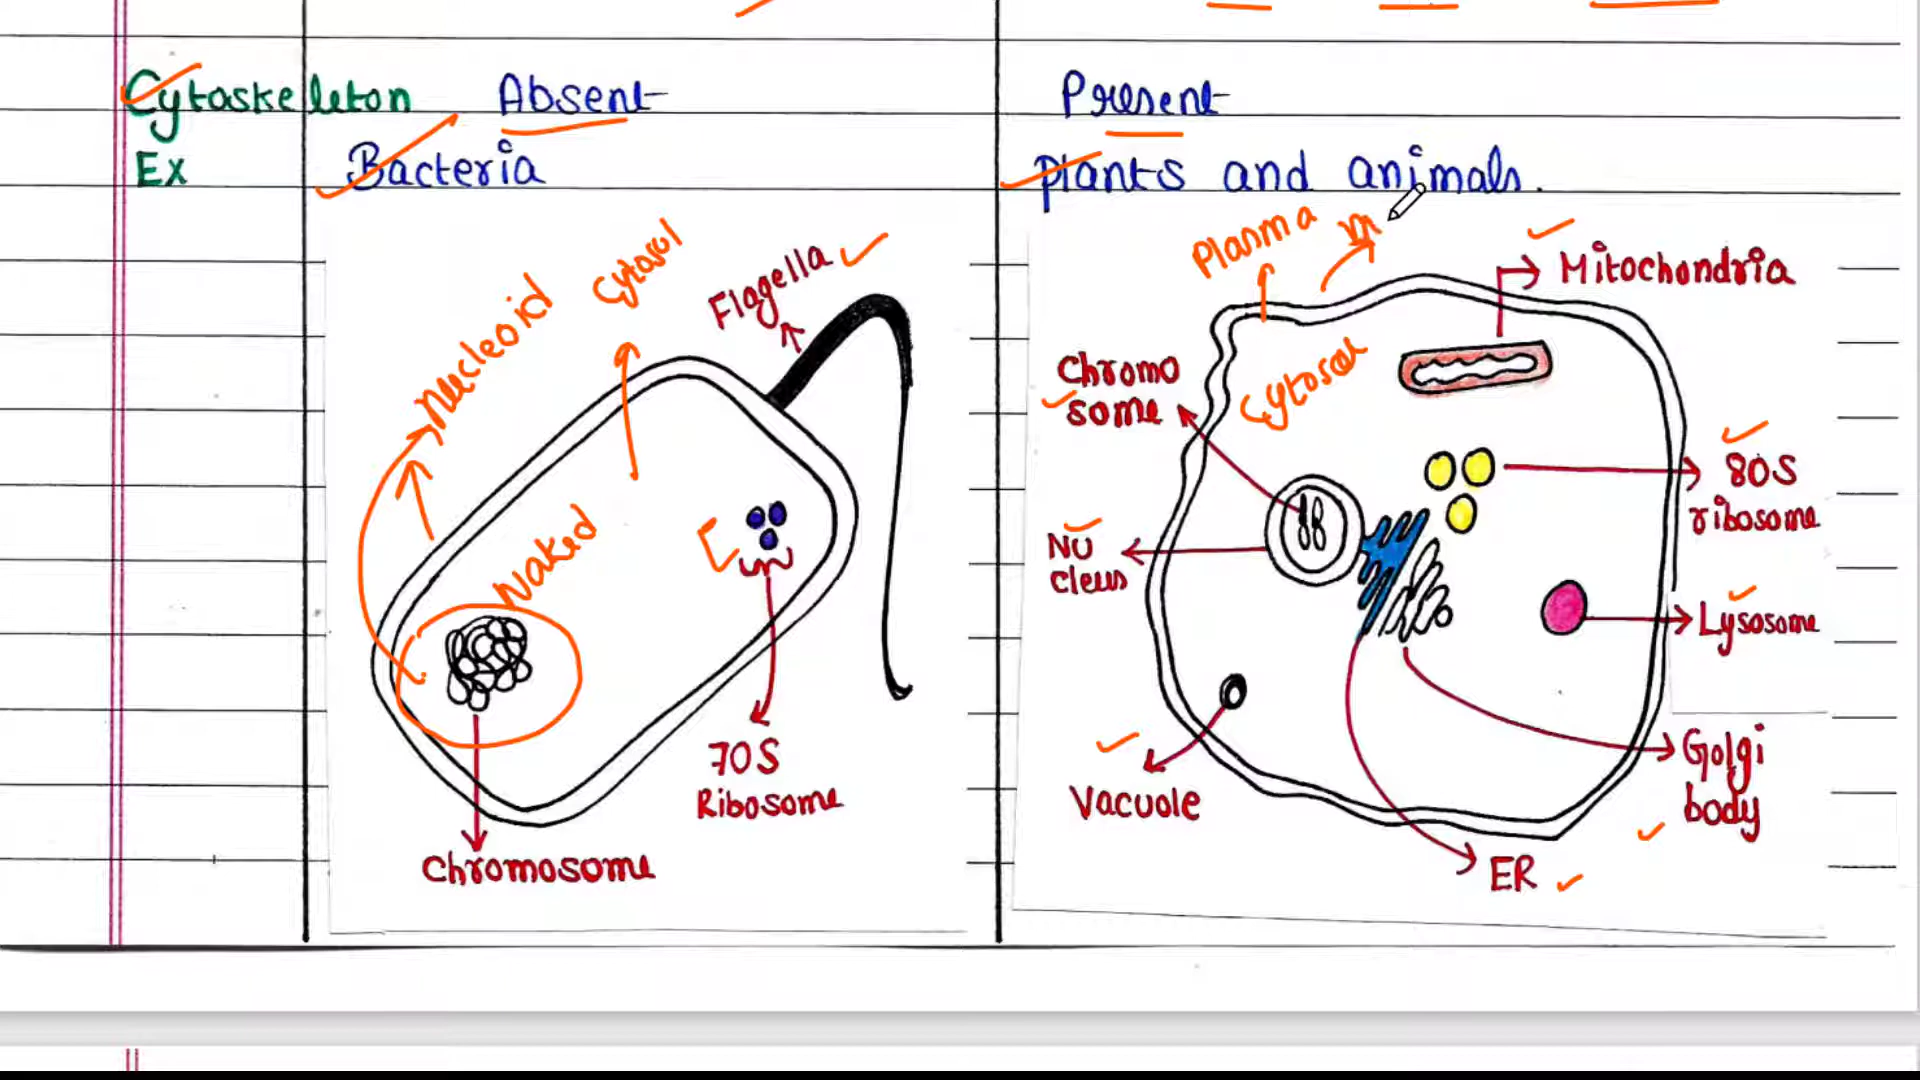 Cytoskeleton Absent Present
Ex Bacteria Plants and animals.
Nucleoid
Cytosol
Flagella
Naked
70S
Ribosome
Chromosome
Plasma
m
Mitochondria
Chromo
some
Cytosol
80S
ribosome
NU
cleus
Lysosome
Vacuole
Golgi
body
ER